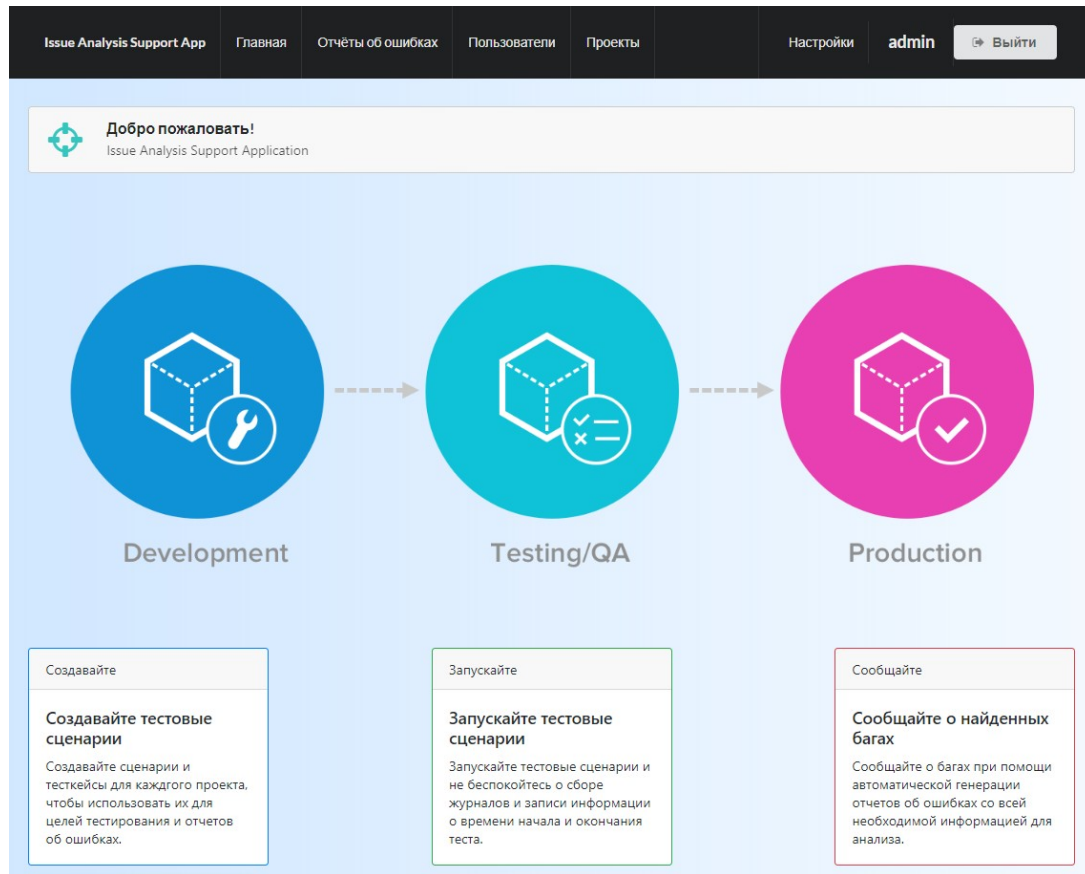 Issue Analysis Support App Главная Отчёты об ошибках Пользователи Проекты Настройки admin Выйти
Добро пожаловать!
Issue Analysis Support Application
Development Testing/QA Production
Создавайте
Создавайте тестовые
сценарии
Создавайте сценарии и
тесткейсы для каждгого проекта,
чтобы использовать их для
целей тестирования и отчетов
об ошибках.
Запускайте
Запускайте тестовые
сценарии
Запускайте тестовые сценарии и
не беспокойтесь о сборе
журналов и записи информации
о времени начала и окончания
теста.
Сообщайте
Сообщайте о найденных
багах
Сообщайте о багах при помощи
автоматической генерации
отчетов об ошибках со всей
необходимой информацией для
анализа.